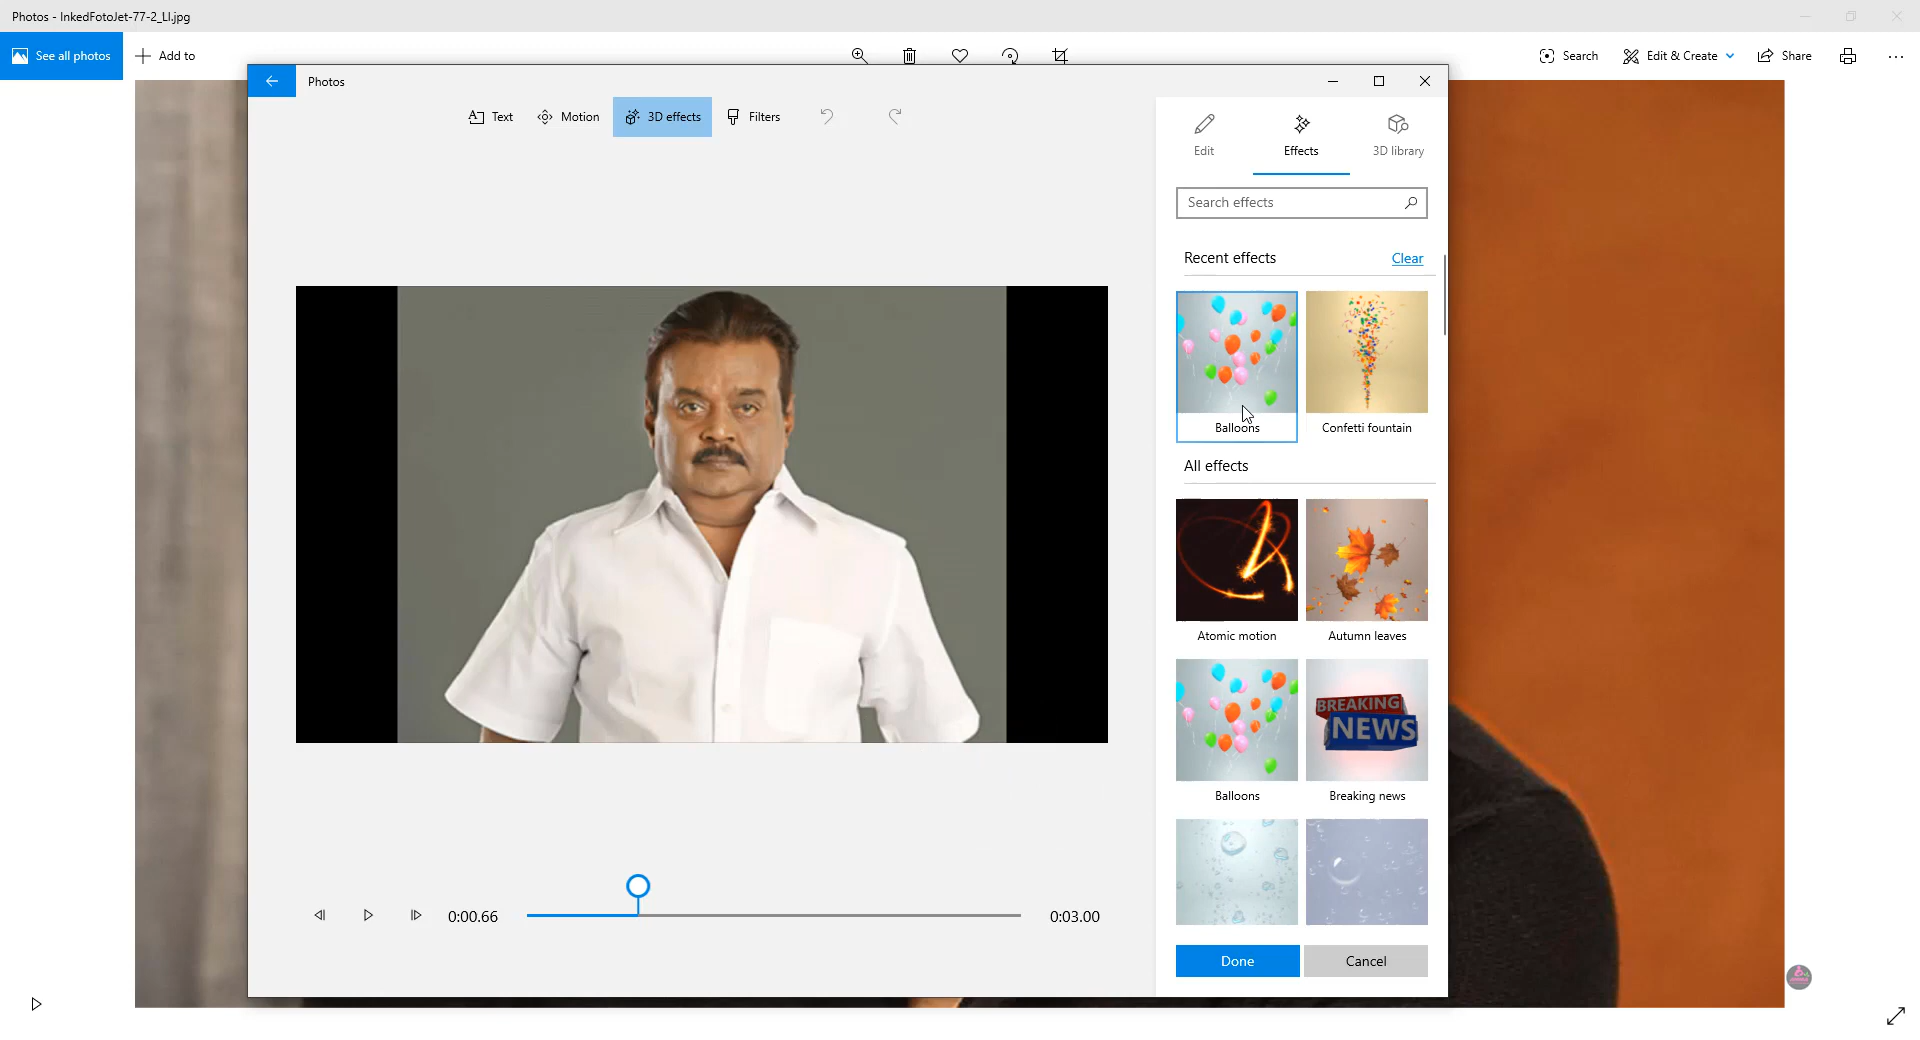 Photos - InkedFotoJet-77-2_LI.jpg
See all photos
Add to
Search
Edit & Create
Share
Photos
Text
Motion
3D effects
Filters
Edit
Effects
3D library
Search effects
Recent effects
Clear
Balloons
Confetti fountain
All effects
Atomic motion
Autumn leaves
BREAKING
NEWS
Balloons
Breaking news
0:00.66
0:03.00
Done
Cancel